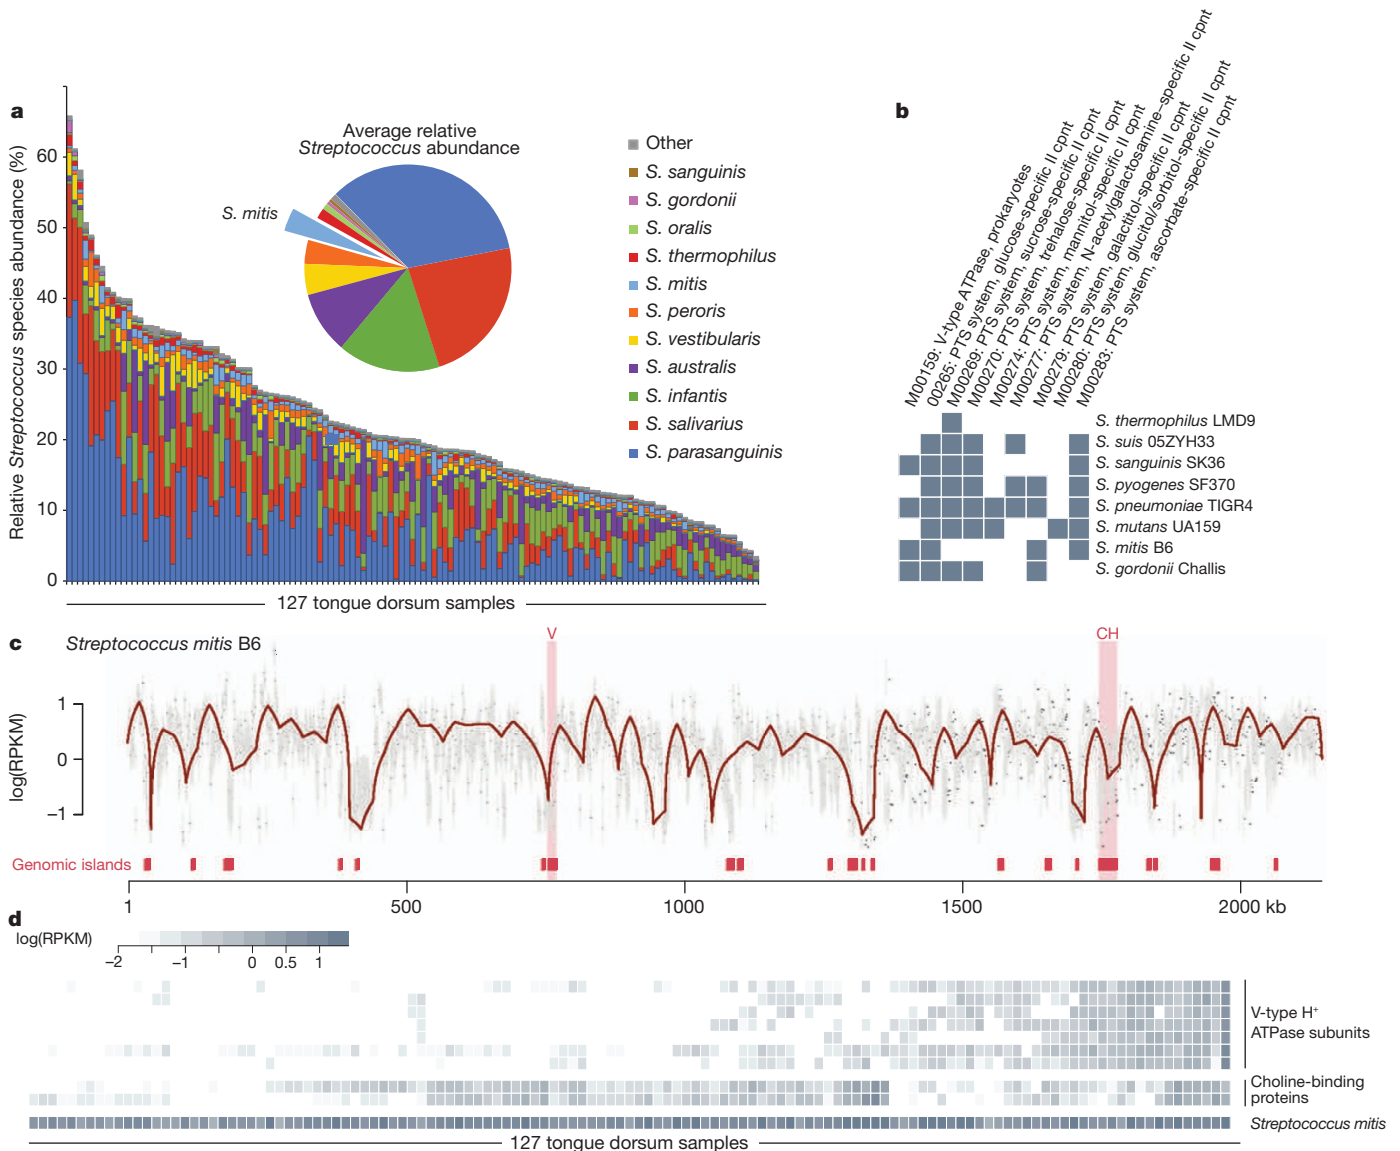 a
Relative Streptococcus species abundance (%)
60
50
40
30
20
10
0
127 tongue dorsum samples
Average relative
Streptococcus abundance
S. mitis
Other
S. sanguinis
S. gordonii
S. oralis
S. thermophilus
S. mitis
S. peroris
S. vestibularis
S. australis
S. infantis
S. salivarius
S. parasanguinis
b
M00159: V-type ATPase, prokaryotes
00265: PTS system, glucose-specific II cpnt
M00269: PTS system, sucrose-specific II cpnt
M00270: PTS system, trehalose-specific II cpnt
M00274: PTS system, mannitol-specific II cpnt
M00277: PTS system, N-acetylgalactosamine–specific II cpnt
M00279: PTS system, galactitol-specific II cpnt
M00280: PTS system, glucitol/sorbitol-specific II cpnt
M00283: PTS system, ascorbate-specific II cpnt
S. thermophilus LMD9
S. suis 05ZYH33
S. sanguinis SK36
S. pyogenes SF370
S. pneumoniae TIGR4
S. mutans UA159
S. mitis B6
S. gordonii Challis
c
Streptococcus mitis B6
V
CH
log(RPKM)
1
0
−1
Genomic islands
1
500
1000
1500
2000 kb
d
log(RPKM)
−2
−1
0
0.5
1
V-type H+
ATPase subunits
Choline-binding
proteins
Streptococcus mitis
127 tongue dorsum samples